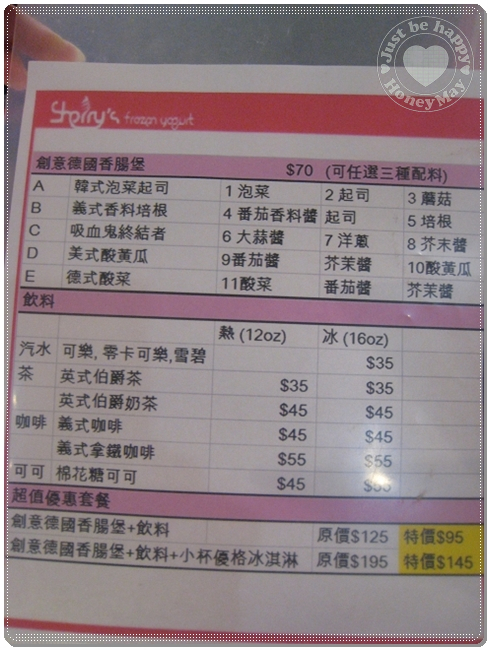 Just be happy
HoneyMay
Sherry's frozen yogurt
創意德國香腸堡 $70 (可任選三種配料)
A 韓式泡菜起司 1 泡菜 2 起司 3 蘑菇
B 義式香料培根 4 番茄香料醬 起司 5 培根
C 吸血鬼終結者 6 大蒜醬 7 洋蔥 8 芥末醬
D 美式酸黃瓜 9番茄醬 芥茉醬 10酸黃瓜
E 德式酸菜 11酸菜 番茄醬 芥茉醬
飲料
熱 (12oz) 冰 (16oz)
汽水 可樂, 零卡可樂,雪碧 $35
茶 英式伯爵茶 $35 $35
英式伯爵奶茶 $45 $45
咖啡 義式咖啡 $45 $45
義式拿鐵咖啡 $55 $55
可可 棉花糖可可 $45 $55
超值優惠套餐
創意德國香腸堡+飲料 原價$125 特價$95
創意德國香腸堡+飲料+小杯優格冰淇淋 原價$195 特價$145